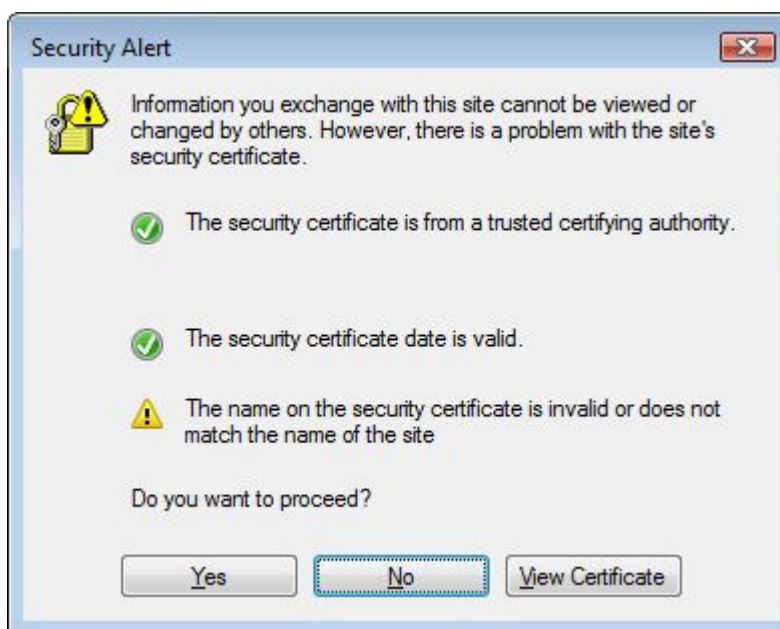 Security Alert
Information you exchange with this site cannot be viewed or
changed by others. However, there is a problem with the site's
security certificate.
The security certificate is from a trusted certifying authority.
The security certificate date is valid.
The name on the security certificate is invalid or does not
match the name of the site
Do you want to proceed?
Yes No View Certificate